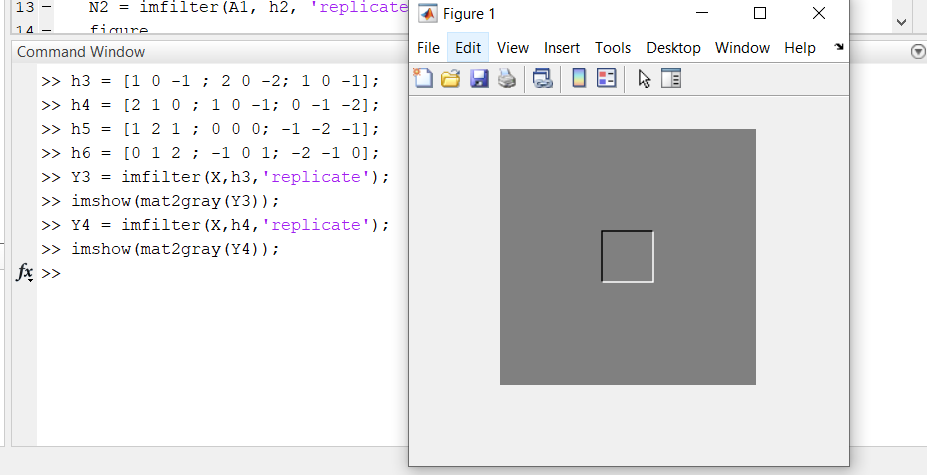 13 – N2 = imfilter(A1, h2, 'replicate
14 – figure
Command Window
>> h3 = [1 0 -1 ; 2 0 -2; 1 0 -1];
>> h4 = [2 1 0 ; 1 0 -1; 0 -1 -2];
>> h5 = [1 2 1 ; 0 0 0; -1 -2 -1];
>> h6 = [0 1 2 ; -1 0 1; -2 -1 0];
>> Y3 = imfilter(X,h3,'replicate');
>> imshow(mat2gray(Y3));
>> Y4 = imfilter(X,h4,'replicate');
>> imshow(mat2gray(Y4));
fx >>
Figure 1
File Edit View Insert Tools Desktop Window Help